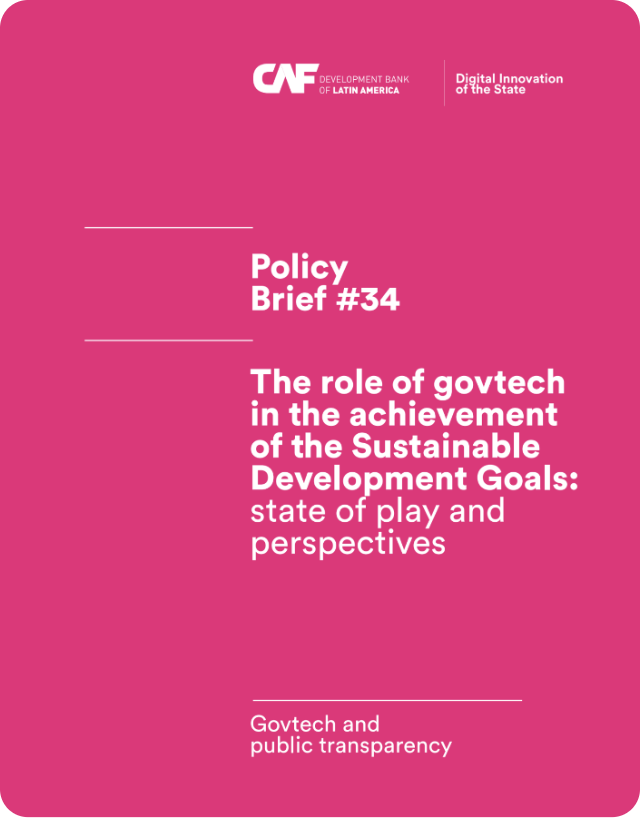 CAF DEVELOPMENT BANK
OF LATIN AMERICA
Digital Innovation
of the State
Policy
Brief #34
The role of govtech
in the achievement
of the Sustainable
Development Goals:
state of play and
perspectives
Govtech and
public transparency